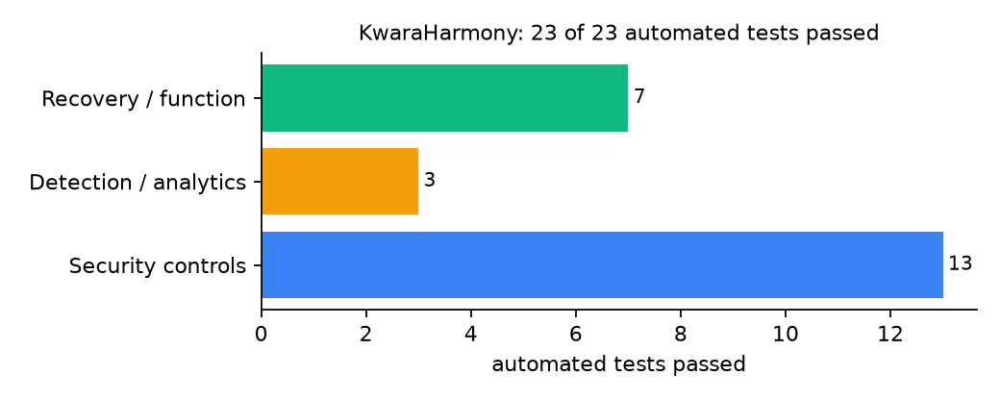 KwaraHarmony: 23 of 23 automated tests passed
Recovery / function
7
Detection / analytics
3
Security controls
13
0 2 4 6 8 10 12
automated tests passed